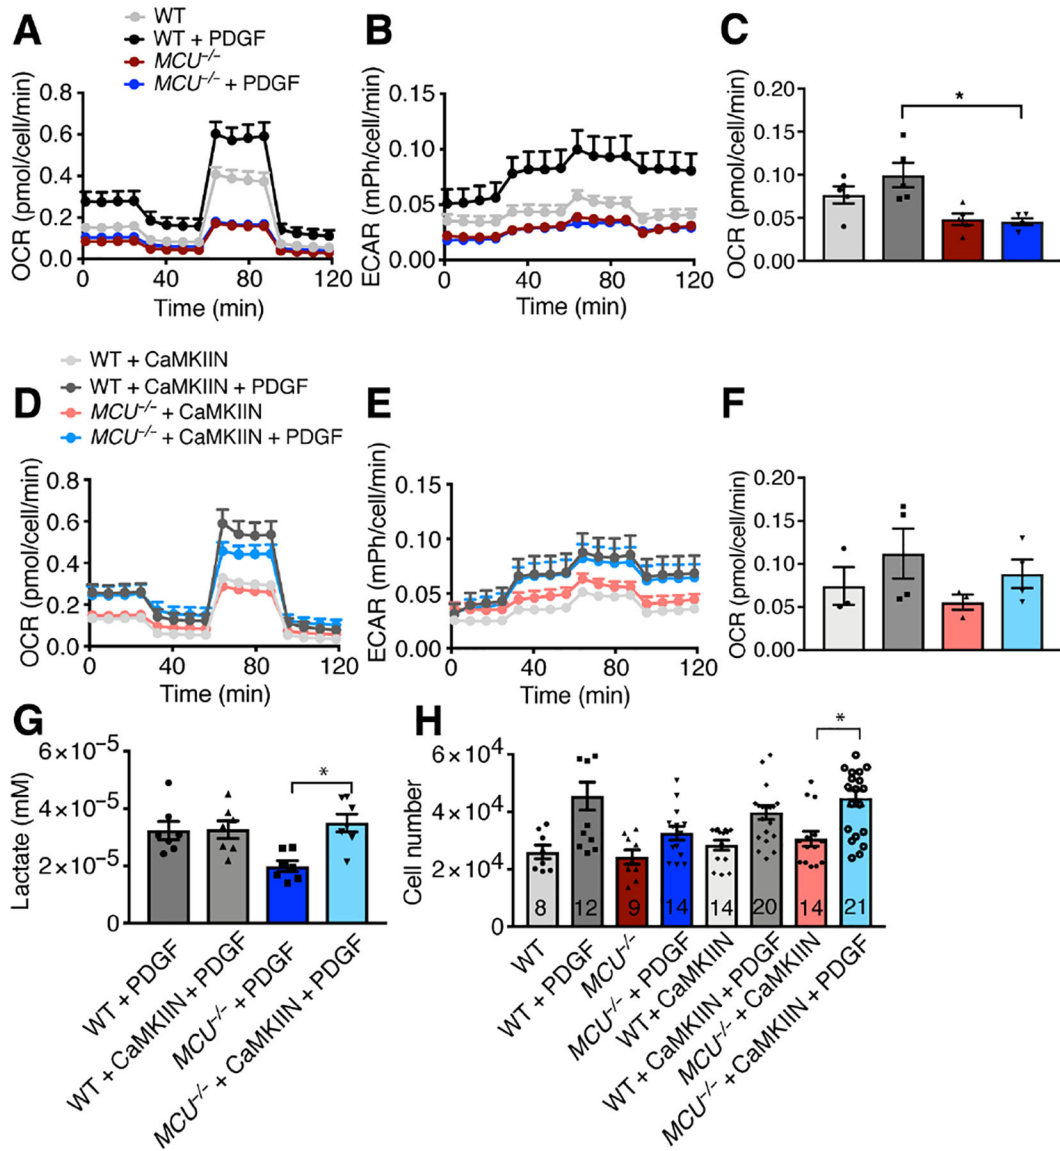 A
WT
WT + PDGF
MCU⁻/⁻
MCU⁻/⁻ + PDGF
OCR (pmol/cell/min)
0.8
0.6
0.4
0.2
0.0
0 40 80 120
Time (min)
B
ECAR (mPh/cell/min)
0.15
0.10
0.05
0.00
0 40 80 120
Time (min)
C
OCR (pmol/cell/min)
0.20
0.15
0.10
0.05
0.00
*
D
WT + CaMKIIN
WT + CaMKIIN + PDGF
MCU⁻/⁻ + CaMKIIN
MCU⁻/⁻ + CaMKIIN + PDGF
OCR (pmol/cell/min)
0.8
0.6
0.4
0.2
0.0
0 40 80 120
Time (min)
E
ECAR (mPh/cell/min)
0.15
0.10
0.05
0.00
0 40 80 120
Time (min)
F
OCR (pmol/cell/min)
0.20
0.15
0.10
0.05
0.00
G
Lactate (mM)
6×10⁻⁵
4×10⁻⁵
2×10⁻⁵
0
*
WT + PDGF
WT + CaMKIIN + PDGF
MCU⁻/⁻ + PDGF
MCU⁻/⁻ + CaMKIIN + PDGF
H
Cell number
6×10⁴
4×10⁴
2×10⁴
0
*
8 12 9 14 14 20 14 21
WT
WT + PDGF
MCU⁻/⁻
MCU⁻/⁻ + PDGF
WT + CaMKIIN
WT + CaMKIIN + PDGF
MCU⁻/⁻ + CaMKIIN
MCU⁻/⁻ + CaMKIIN + PDGF